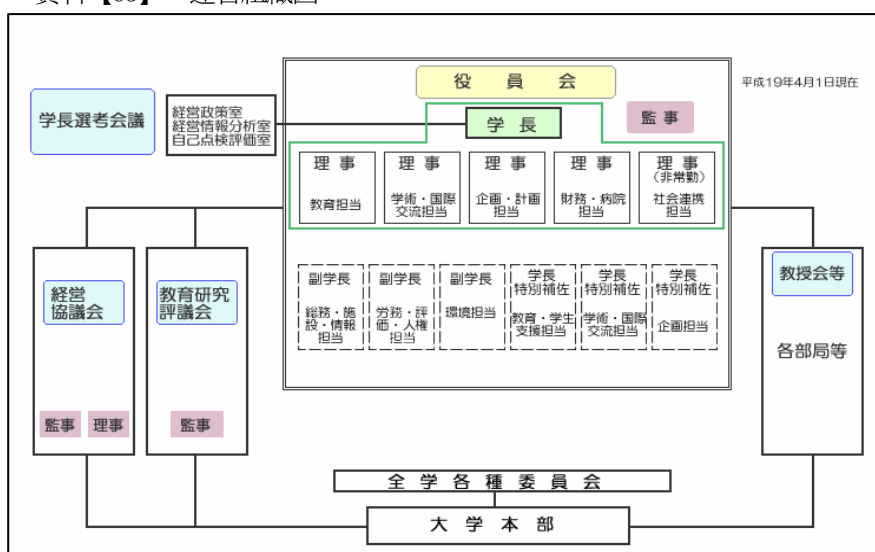 運営組織図
平成19年4月1日現在
役 員 会
学長選考会議
経営政策室
経営情報分析室
自己点検評価室
学 長
監 事
理 事
教育担当
理 事
学術・国際
交流担当
理 事
企画・計画
担当
理 事
財務・病院
担当
理 事
(非常勤)
社会連携
担当
経営
協議会
監事
理事
教育研究
評議会
監事
副学長
総務・施
設・情報
担当
副学長
労務・評
価・人権
担当
副学長
環境担当
学長
特別補佐
教育・学生
支援担当
学長
特別補佐
学術・国際
交流担当
学長
特別補佐
企画担当
教授会等
各部局等
全 学 各 種 委 員 会
大 学 本 部